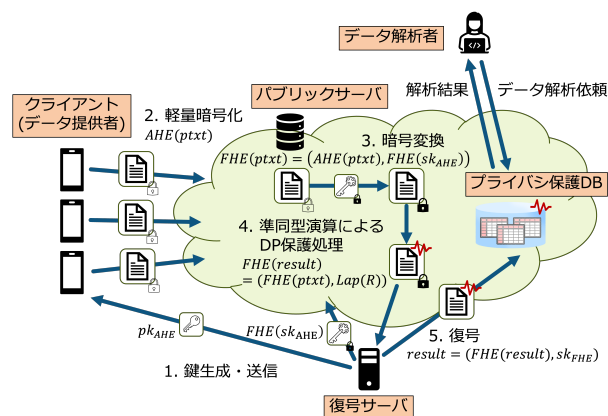 データ解析者
解析結果
データ解析依頼
クライアント
(データ提供者)
2. 軽量暗号化
AHE(ptxt)
パブリックサーバ
3. 暗号変換
FHE(ptxt) = (AHE(ptxt), FHE(sk_AHE))
プライバシ保護DB
4. 準同型演算による
DP保護処理
FHE(result)
= (FHE(ptxt), Lap(R))
pk_AHE
FHE(sk_AHE)
1. 鍵生成・送信
5. 復号
result = (FHE(result), sk_FHE)
復号サーバ